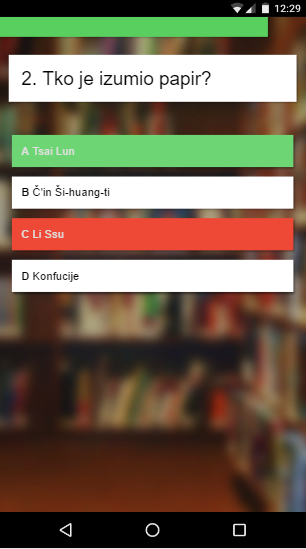 12:29
2. Tko je izumio papir?
A Tsai Lun
B Č'in Ši-huang-ti
C Li Ssu
D Konfucije